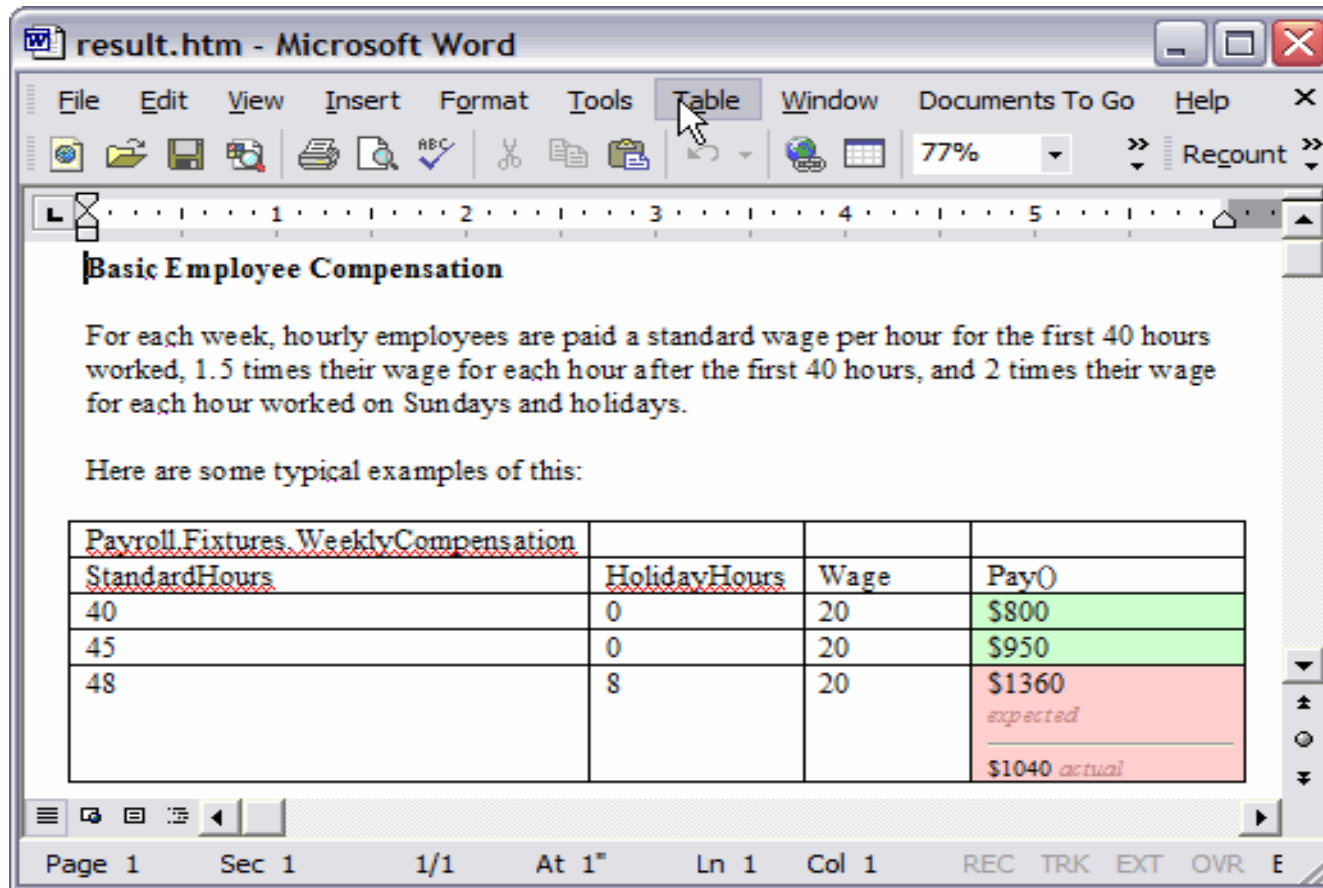 result.htm - Microsoft Word
File Edit View Insert Format Tools Table Window Documents To Go Help
ABC 77% Recount
1 2 3 4 5
Basic Employee Compensation
For each week, hourly employees are paid a standard wage per hour for the first 40 hours
worked, 1.5 times their wage for each hour after the first 40 hours, and 2 times their wage
for each hour worked on Sundays and holidays.
Here are some typical examples of this:
Payroll.Fixtures.WeeklyCompensation
StandardHours HolidayHours Wage Pay()
40 0 20 $800
45 0 20 $950
48 8 20 $1360
expected
$1040 actual
Page 1 Sec 1 1/1 At 1" Ln 1 Col 1 REC TRK EXT OVR E